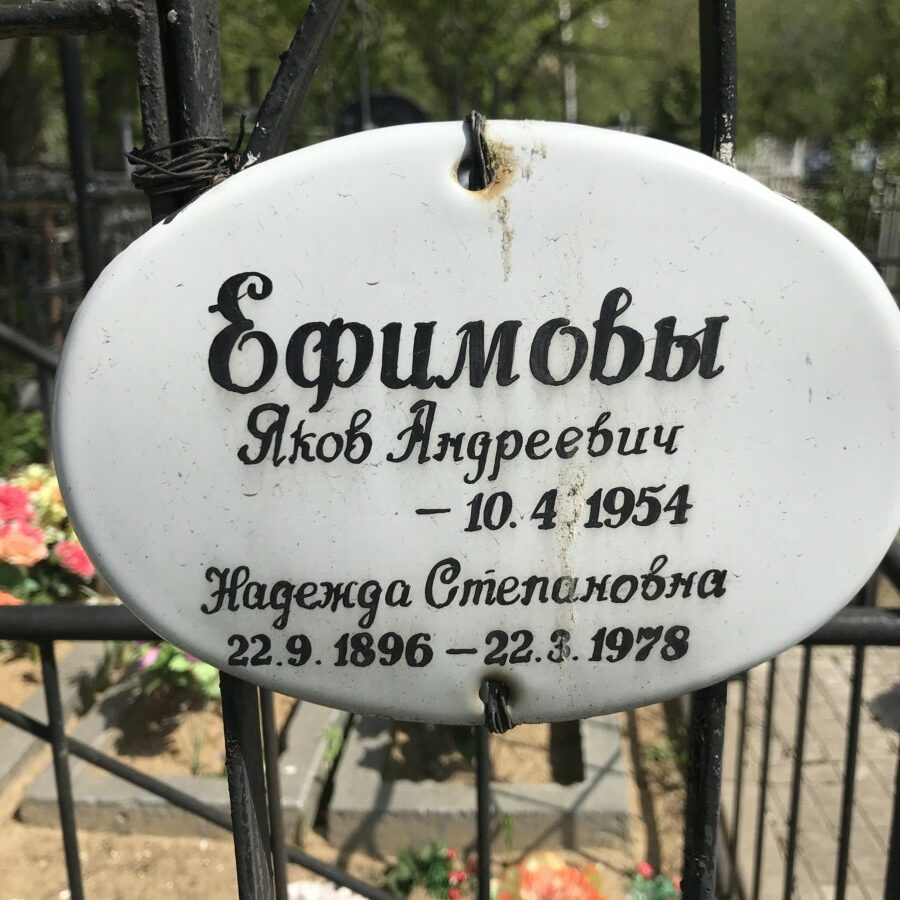 Ефимовы
Яков Андреевич
– 10. 4 1954
Надежда Степановна
22.9. 1896 – 22.3. 1978